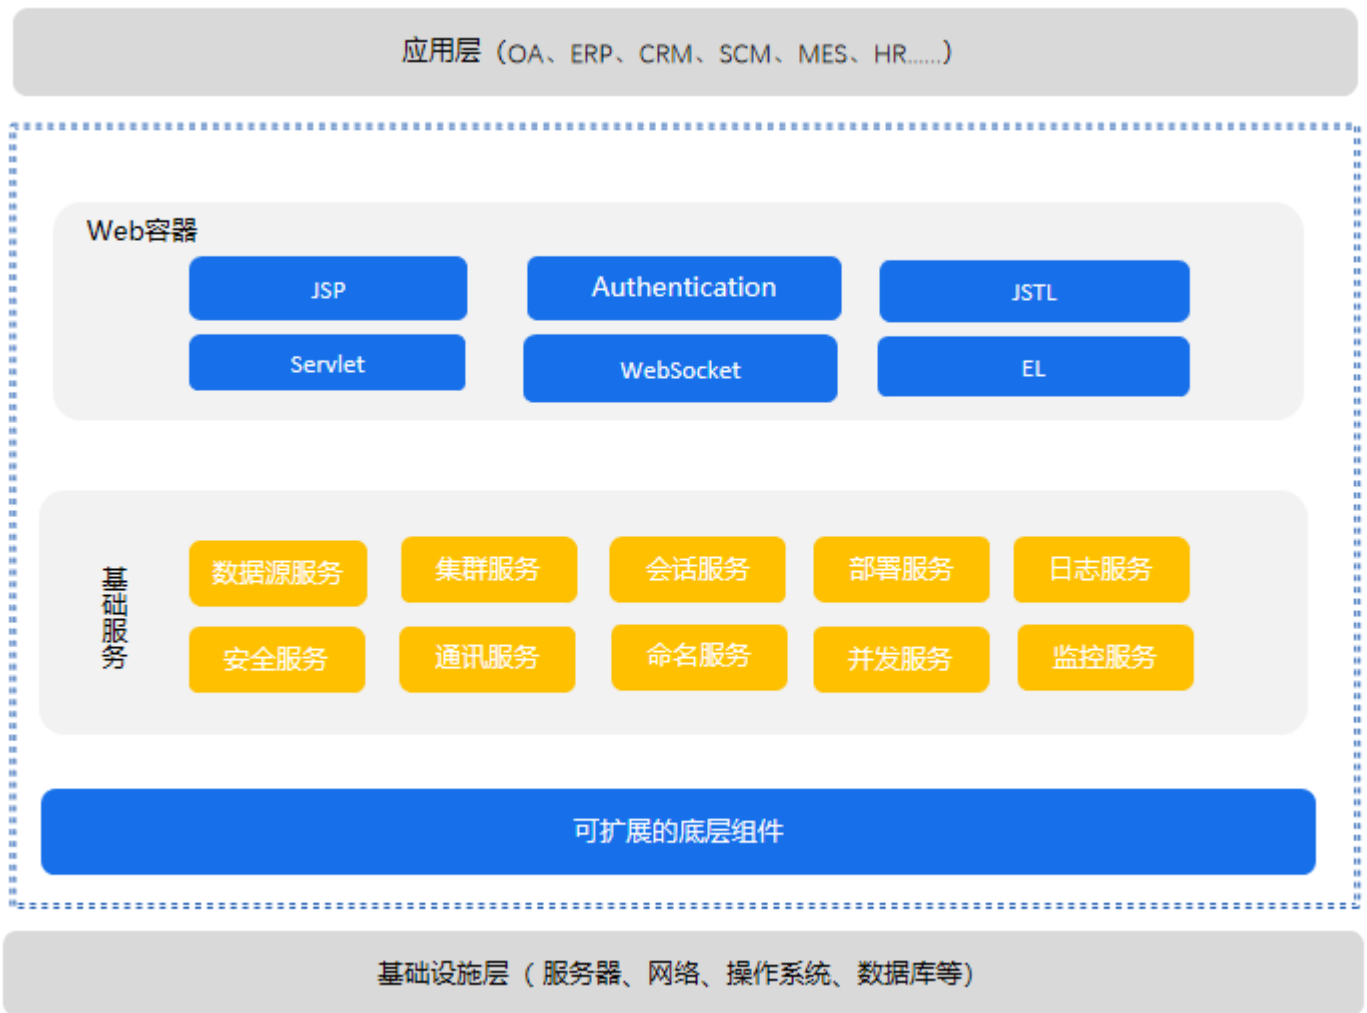 应用层（OA、ERP、CRM、SCM、MES、HR......）
Web容器
JSP
Authentication
JSTL
Servlet
WebSocket
EL
基础服务
数据源服务
集群服务
会话服务
部署服务
日志服务
安全服务
通讯服务
命名服务
并发服务
监控服务
可扩展的底层组件
基础设施层（ 服务器、网络、操作系统、数据库等）